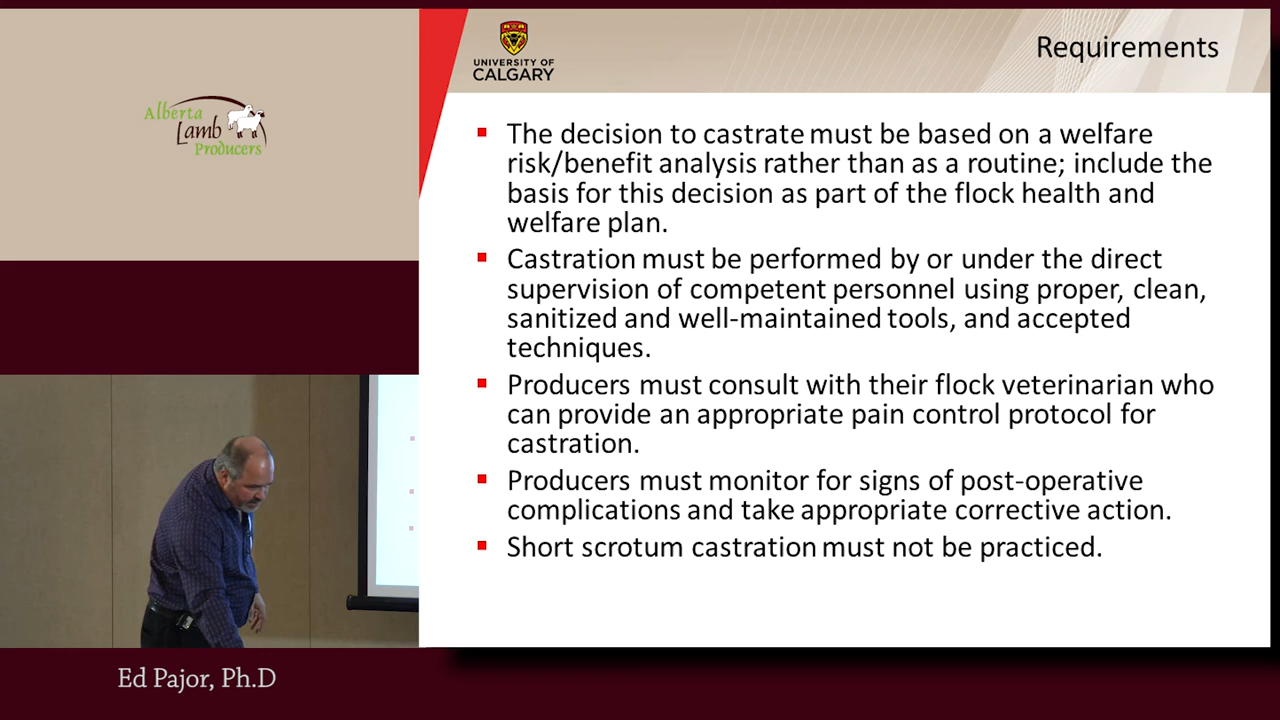 Alberta
Lamb
Producers
UNIVERSITY OF
CALGARY
Requirements
The decision to castrate must be based on a welfare
risk/benefit analysis rather than as a routine; include the
basis for this decision as part of the flock health and
welfare plan.
Castration must be performed by or under the direct
supervision of competent personnel using proper, clean,
sanitized and well-maintained tools, and accepted
techniques.
Producers must consult with their flock veterinarian who
can provide an appropriate pain control protocol for
castration.
Producers must monitor for signs of post-operative
complications and take appropriate corrective action.
Short scrotum castration must not be practiced.
Ed Pajor, Ph.D